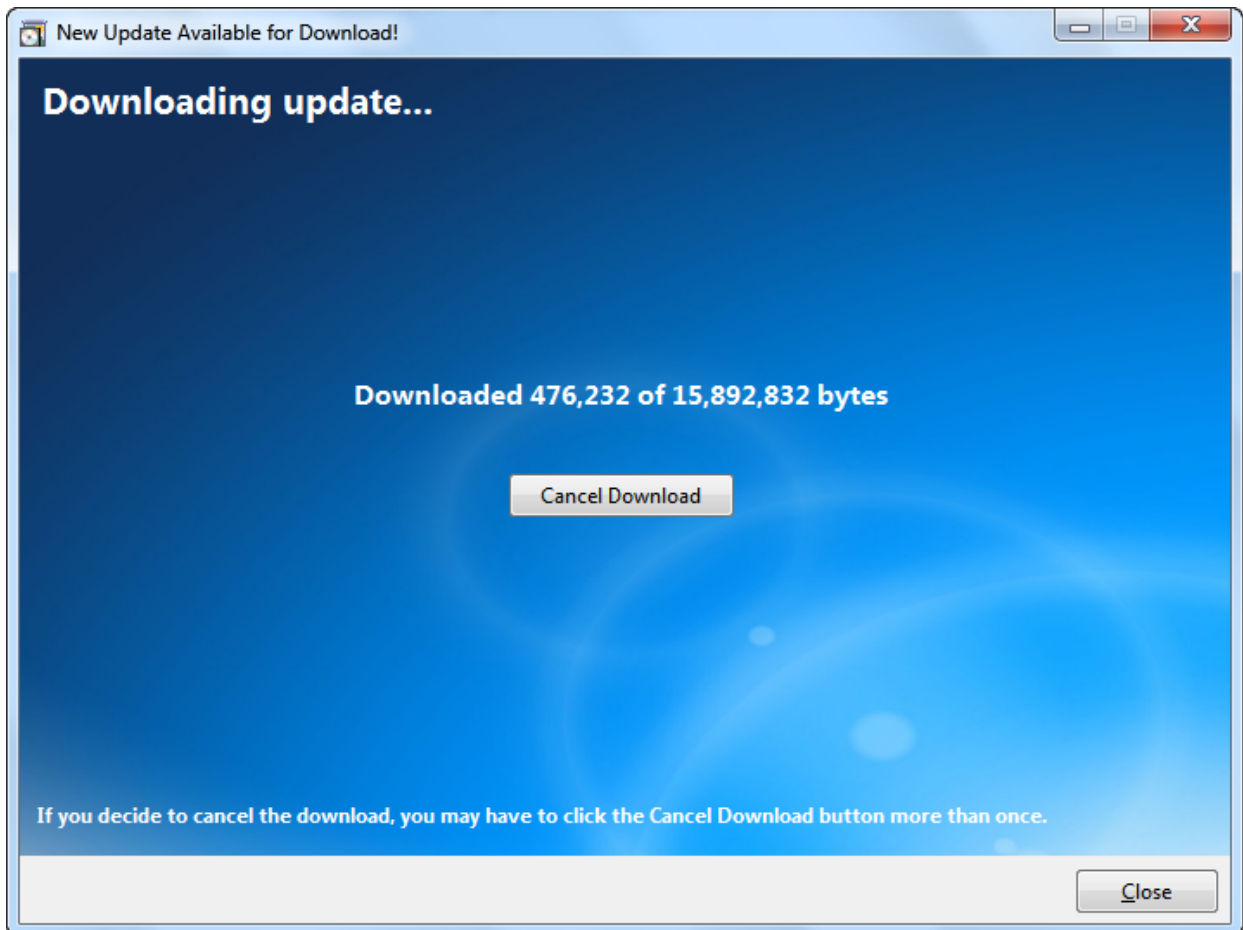 New Update Available for Download!
Downloading update...
Downloaded 476,232 of 15,892,832 bytes
Cancel Download
If you decide to cancel the download, you may have to click the Cancel Download button more than once.
Close